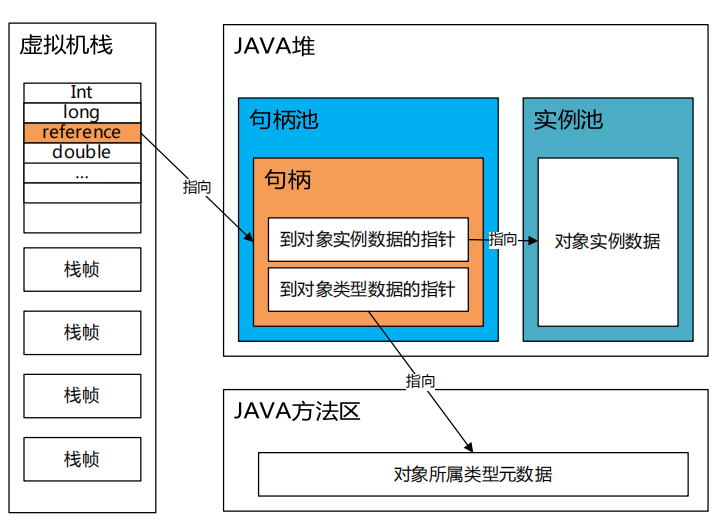 虚拟机栈
Int
long
reference
double
...
栈帧
栈帧
栈帧
栈帧
指向
JAVA堆
句柄池
句柄
到对象实例数据的指针
到对象类型数据的指针
指向
实例池
对象实例数据
指向
JAVA方法区
对象所属类型元数据